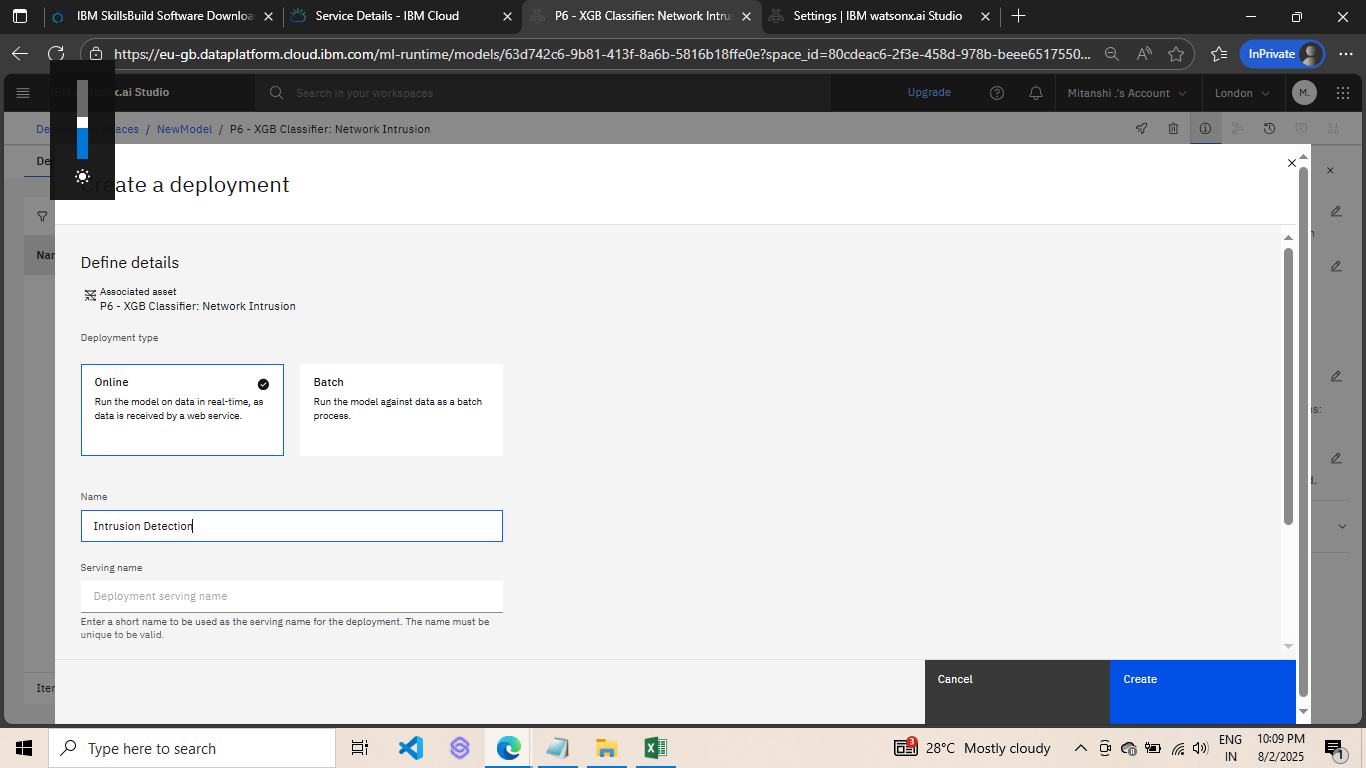 IBM SkillsBuild Software Downloa
Service Details - IBM Cloud
P6 - XGB Classifier: Network Intrus
Settings | IBM watsonx.ai Studio
https://eu-gb.dataplatform.cloud.ibm.com/ml-runtime/models/63d742c6-9b81-413f-8a6b-5816b18ffe0e?space_id=80cdeac6-2f3e-458d-978b-beee6517550...
InPrivate
x.ai Studio
Search in your workspaces
Upgrade
Mitanshi .'s Account
London
M.
De aces / NewModel / P6 - XGB Classifier: Network Intrusion
De
Create a deployment
Nar
Define details
Associated asset
P6 - XGB Classifier: Network Intrusion
Deployment type
Online
Run the model on data in real-time, as
data is received by a web service.
Batch
Run the model against data as a batch
process.
s:
d.
Name
Intrusion Detection
Serving name
Deployment serving name
Enter a short name to be used as the serving name for the deployment. The name must be
unique to be valid.
Iter
Cancel
Create
Type here to search
3
28°C Mostly cloudy
ENG
IN
10:09 PM
8/2/2025
1